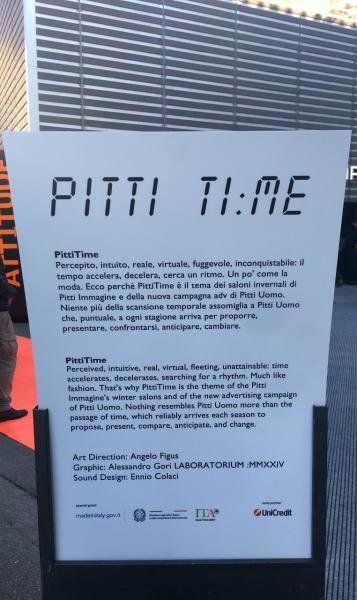 PITTI TI:ME
PittiTime
Percepito, intuito, reale, virtuale, fuggevole, inconquistabile: il
tempo accelera, decelera, cerca un ritmo. Un po' come la
moda. Ecco perché PittiTime è il tema dei saloni invernali di
Pitti Immagine e della nuova campagna adv di Pitti Uomo.
Niente più della scansione temporale assomiglia a Pitti Uomo
che, puntuale, a ogni stagione arriva per proporre,
presentare, confrontarsi, anticipare, cambiare.
PittiTime
Perceived, intuitive, real, virtual, fleeting, unattainable: time
accelerates, decelerates, searching for a rhythm. Much like
fashion. That's why PittiTime is the theme of the Pitti
Immagine's winter salons and of the new advertising campaign
of Pitti Uomo. Nothing resembles Pitti Uomo more than the
passage of time, which reliably arrives each season to
propose, present, compare, anticipate, and change.
Art Direction: Angelo Figus
Graphic: Alessandro Gori LABORATORIUM :MMXXIV
Sound Design: Ennio Colaci
madeinitaly.gov.it
ITA
UniCredit
ATTITUDE